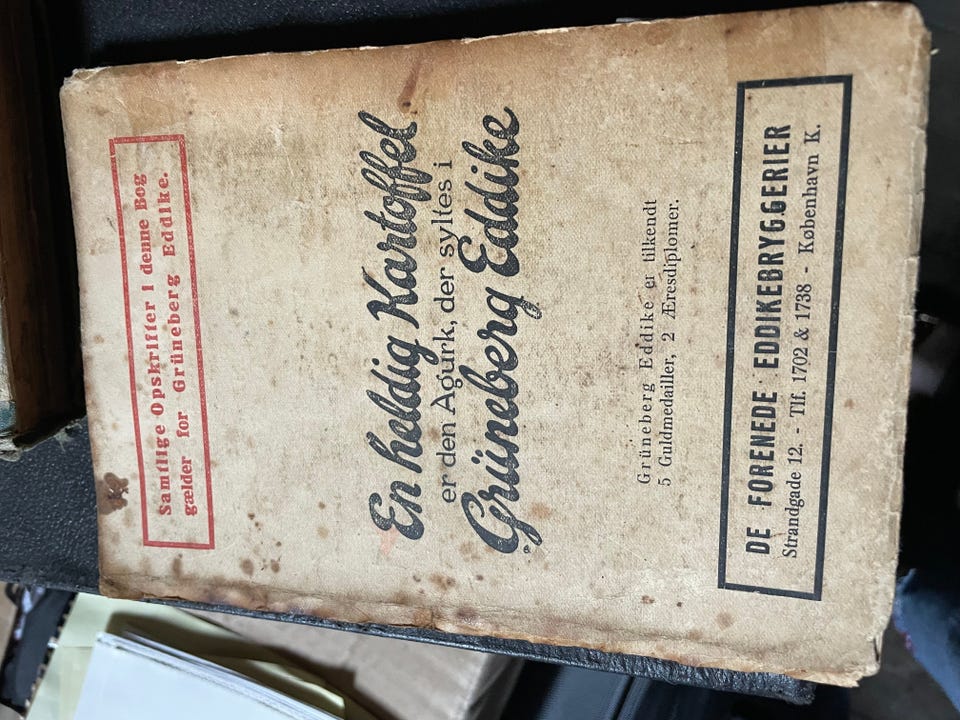 Samtlige Opskrifter i denne Bog
gælder for Grüneberg Eddike.
En heldig Kartoffel
er den Agurk, der syltes i
Grüneberg Eddike
Grüneberg Eddike er tilkendt
5 Guldmedailler, 2 Æresdiplomer.
DE FORENEDE EDDIKEBRYGGERIER
Strandgade 12. - Tlf. 1702 & 1738 - København K.